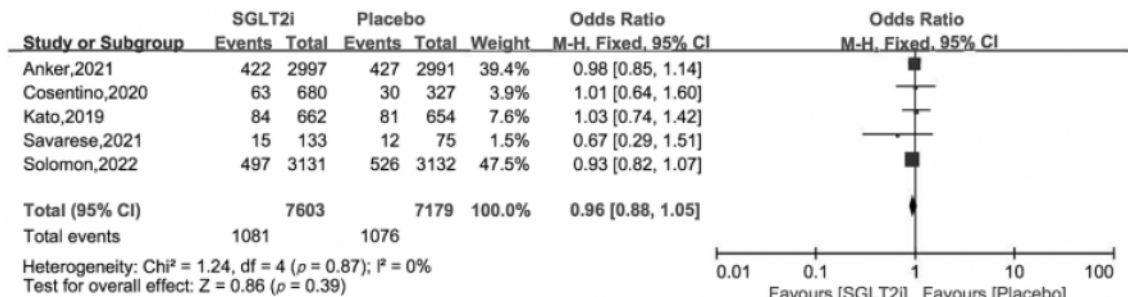 SGLT2i Placebo Odds Ratio Odds Ratio
Study or Subgroup Events Total Events Total Weight M-H, Fixed, 95% CI M-H, Fixed, 95% CI
Anker,2021 422 2997 427 2991 39.4% 0.98 [0.85, 1.14]
Cosentino,2020 63 680 30 327 3.9% 1.01 [0.64, 1.60]
Kato,2019 84 662 81 654 7.6% 1.03 [0.74, 1.42]
Savarese,2021 15 133 12 75 1.5% 0.67 [0.29, 1.51]
Solomon,2022 497 3131 526 3132 47.5% 0.93 [0.82, 1.07]
Total (95% CI) 7603 7179 100.0% 0.96 [0.88, 1.05]
Total events 1081 1076
Heterogeneity: Chi² = 1.24, df = 4 (p = 0.87); I² = 0%
Test for overall effect: Z = 0.86 (p = 0.39)
0.01 0.1 1 10 100
Favours [SGLT2i] Favours [Placebo]